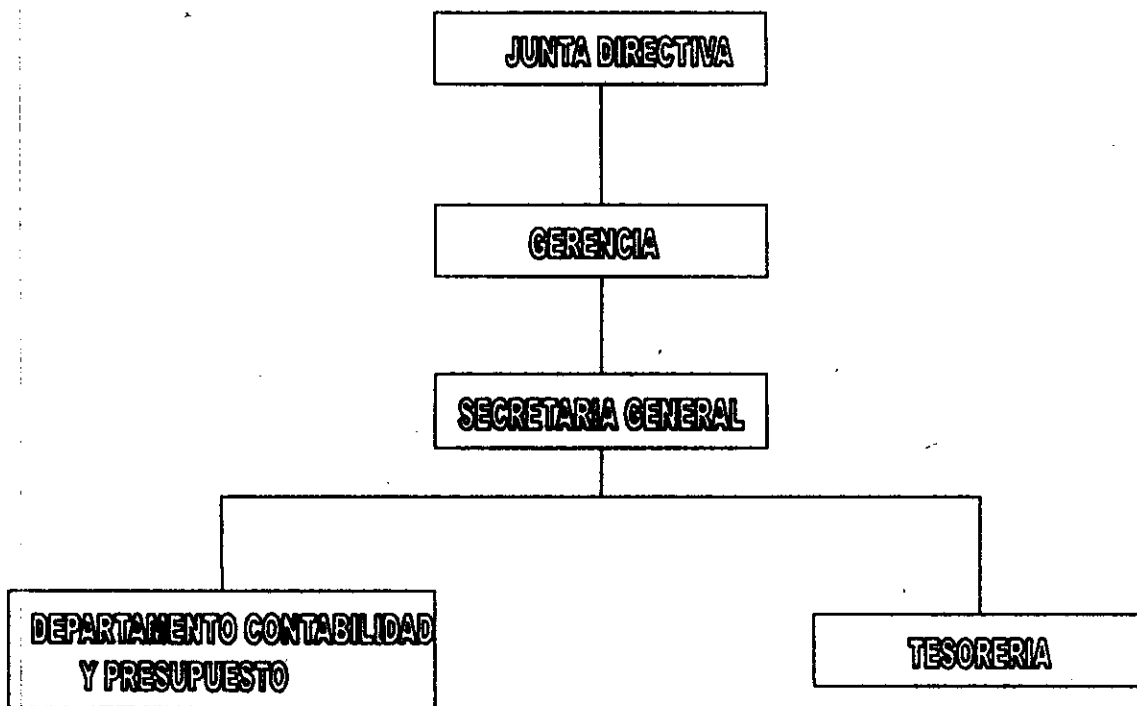 JUNTA DIRECTIVA
GERENCIA
SECRETARIA GENERAL
DEPARTAMENTO CONTABILIDAD
Y PRESUPUESTO
TESORERIA